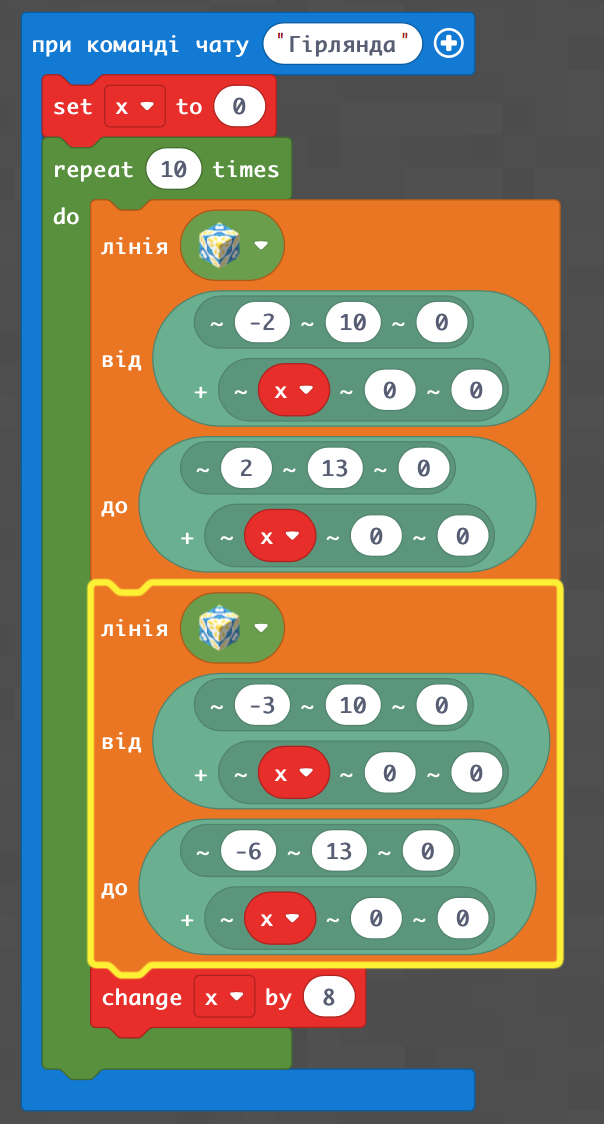 при команді чату "Гірлянда"
set x to 0
repeat 10 times
do
лінія
~ -2 ~ 10 ~ 0
від
+ ~ x ~ 0 ~ 0
~ 2 ~ 13 ~ 0
до
+ ~ x ~ 0 ~ 0
лінія
~ -3 ~ 10 ~ 0
від
+ ~ x ~ 0 ~ 0
~ -6 ~ 13 ~ 0
до
+ ~ x ~ 0 ~ 0
change x by 8